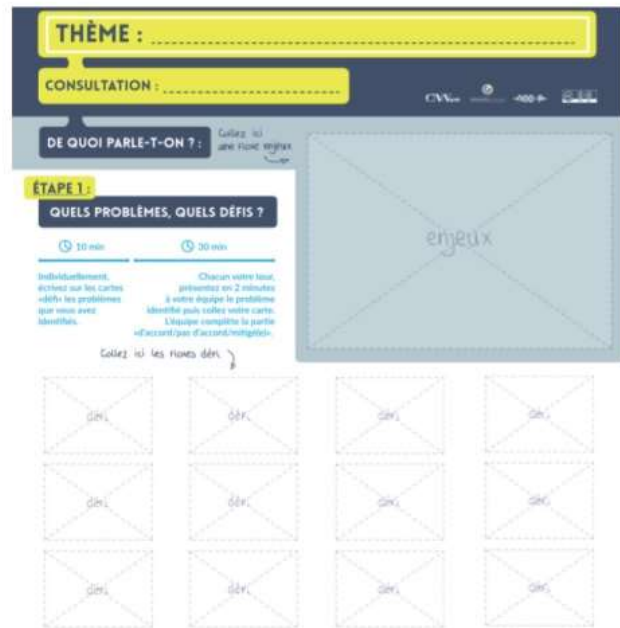 THÈME :
CONSULTATION :
DE QUOI PARLE-T-ON ? :
Collez ici
une fiche enjeux
enjeux
ÉTAPE 1 :
QUELS PROBLÈMES, QUELS DÉFIS ?
10 min
30 min
Individuellement,
écrivez sur les cartes
«défi» les problèmes
que vous avez
identifiés.
Chacun votre tour,
présentez en 2 minutes
à votre équipe le problème
identifié puis collez votre carte.
L'équipe complète la partie
«d'accord/pas d'accord/mitigé(e)».
Collez ici les fiches défi
défi
défi
défi
défi
défi
défi
défi
défi
défi
défi
défi
défi